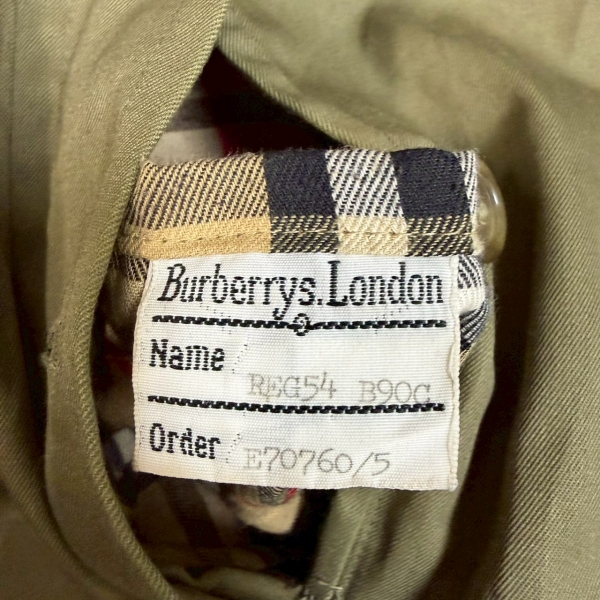 Burberrys.London
Name REG54 B90C
Order E70760/5